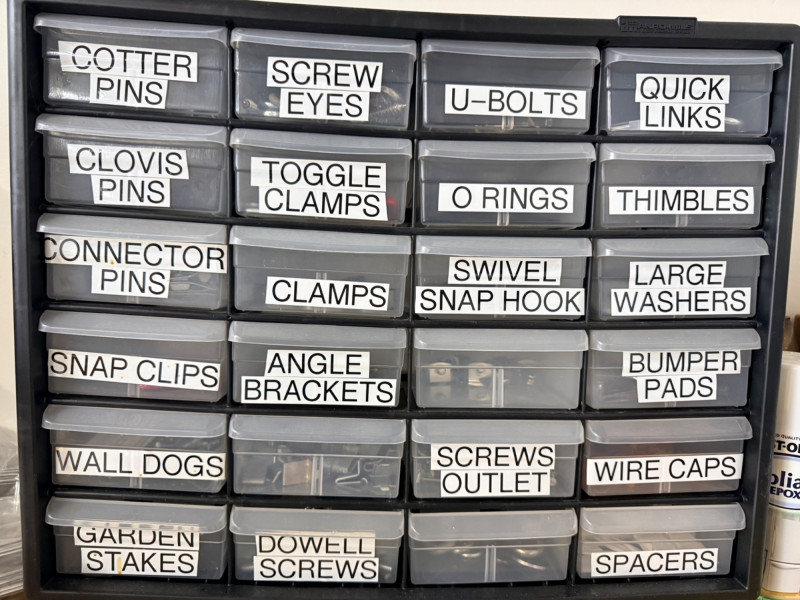 COTTER
PINS
SCREW
EYES
U-BOLTS
QUICK
LINKS
CLOVIS
PINS
TOGGLE
CLAMPS
O RINGS
THIMBLES
CONNECTOR
PINS
CLAMPS
SWIVEL
SNAP HOOK
LARGE
WASHERS
SNAP CLIPS
ANGLE
BRACKETS
BUMPER
PADS
WALL DOGS
SCREWS
OUTLET
WIRE CAPS
GARDEN
STAKES
DOWELL
SCREWS
SPACERS
EPOX